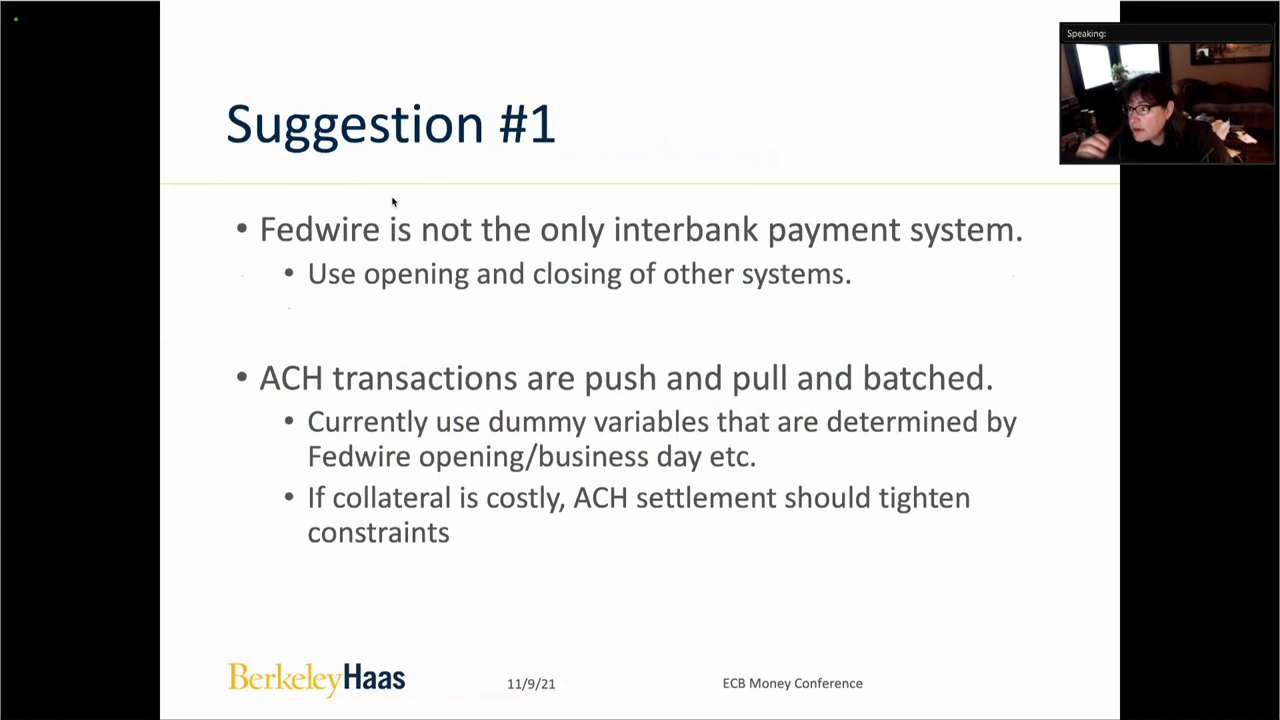 Speaking:
Suggestion #1
• Fedwire is not the only interbank payment system.
• Use opening and closing of other systems.
• ACH transactions are push and pull and batched.
• Currently use dummy variables that are determined by
Fedwire opening/business day etc.
• If collateral is costly, ACH settlement should tighten
constraints
BerkeleyHaas
11/9/21
ECB Money Conference